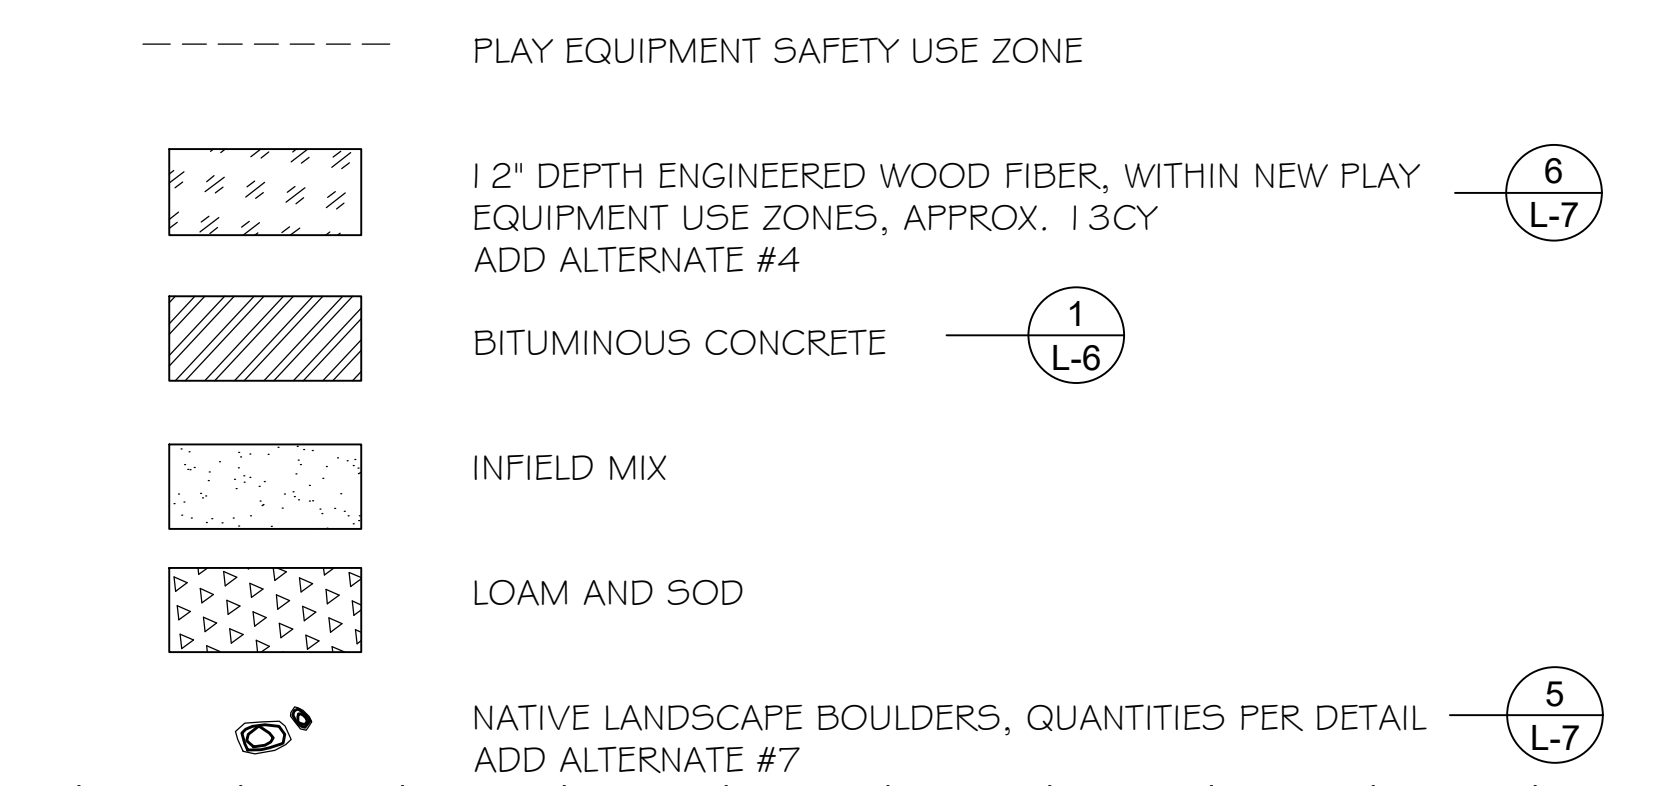 PLAY EQUIPMENT SAFETY USE ZONE
12" DEPTH ENGINEERED WOOD FIBER, WITHIN NEW PLAY
EQUIPMENT USE ZONES, APPROX. 13CY
ADD ALTERNATE #4
6
L-7
BITUMINOUS CONCRETE
1
L-6
INFIELD MIX
LOAM AND SOD
NATIVE LANDSCAPE BOULDERS, QUANTITIES PER DETAIL
ADD ALTERNATE #7
5
L-7